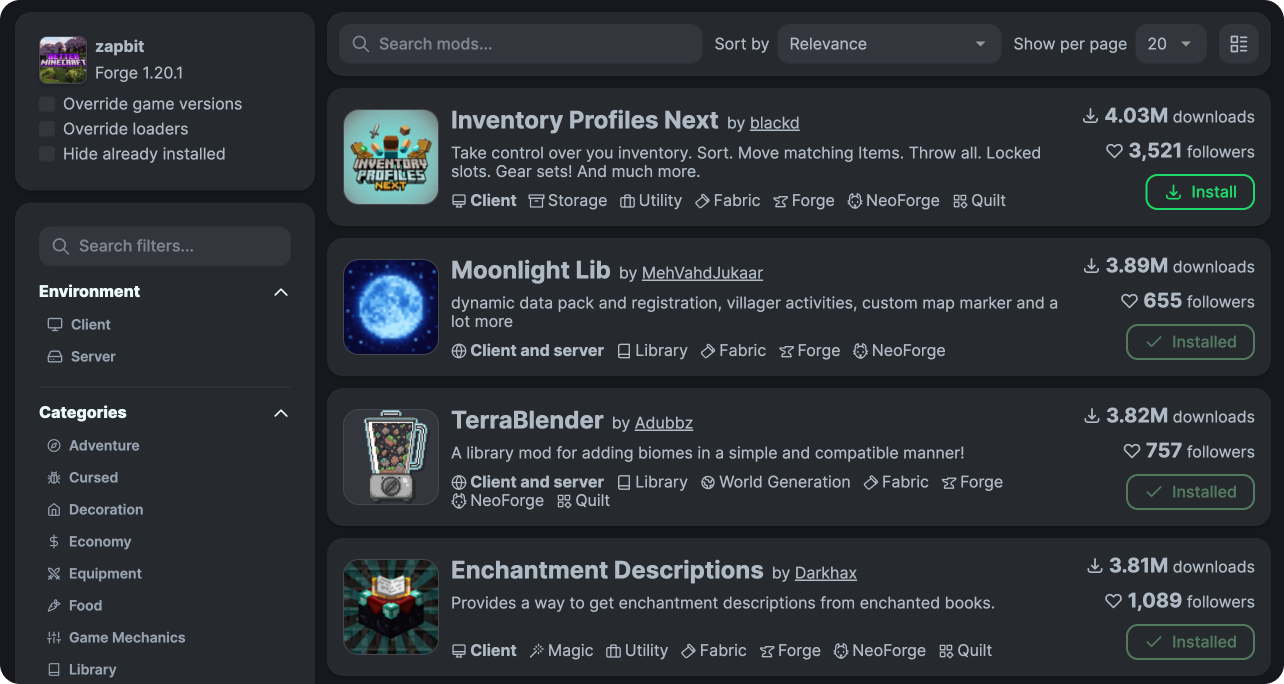 zapbit
Forge 1.20.1
Override game versions
Override loaders
Hide already installed
Search filters...
Environment
Client
Server
Categories
Adventure
Cursed
Decoration
Economy
Equipment
Food
Game Mechanics
Library
Search mods...
Sort by
Relevance
Show per page
20
INVENTORY
PROFILES
NEXT
Inventory Profiles Next by blackd
Take control over you inventory. Sort. Move matching Items. Throw all. Locked
slots. Gear sets! And much more.
Client Storage Utility Fabric Forge NeoForge Quilt
4.03M downloads
3,521 followers
Install
Moonlight Lib by MehVahdJukaar
dynamic data pack and registration, villager activities, custom map marker and a
lot more
Client and server Library Fabric Forge NeoForge
3.89M downloads
655 followers
Installed
TerraBlender by Adubbz
A library mod for adding biomes in a simple and compatible manner!
Client and server Library World Generation Fabric Forge
NeoForge Quilt
3.82M downloads
757 followers
Installed
Enchantment Descriptions by Darkhax
Provides a way to get enchantment descriptions from enchanted books.
Client Magic Utility Fabric Forge NeoForge Quilt
3.81M downloads
1,089 followers
Installed